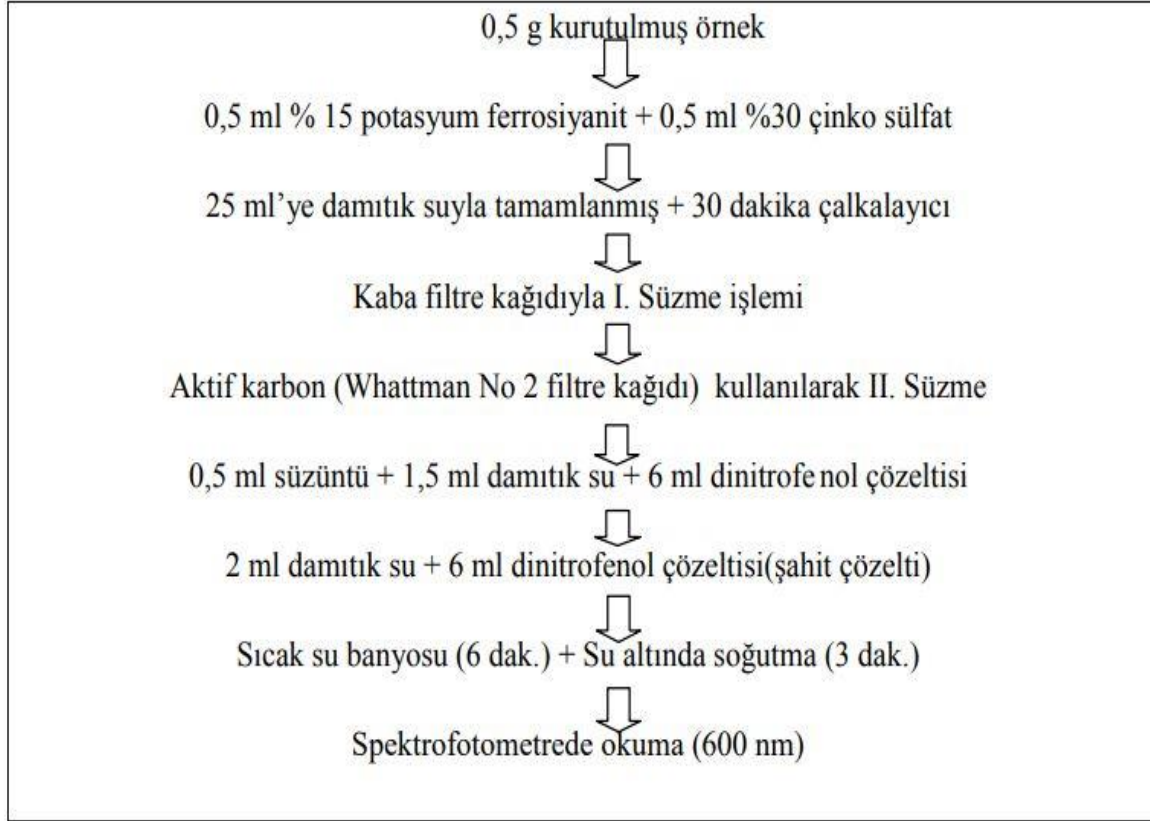 0,5 g kurutulmuş örnek
0,5 ml % 15 potasyum ferrosiyanit + 0,5 ml %30 çinko sülfat
25 ml’ye damıtık suyla tamamlanmış + 30 dakika çalkalayıcı
Kaba filtre kağıdıyla I. Süzme işlemi
Aktif karbon (Whattman No 2 filtre kağıdı) kullanılarak II. Süzme
0,5 ml süzüntü + 1,5 ml damıtık su + 6 ml dinitrofe nol çözeltisi
2 ml damıtık su + 6 ml dinitrofenol çözeltisi(şahit çözelti)
Sıcak su banyosu (6 dak.) + Su altında soğutma (3 dak.)
Spektrofotometrede okuma (600 nm)